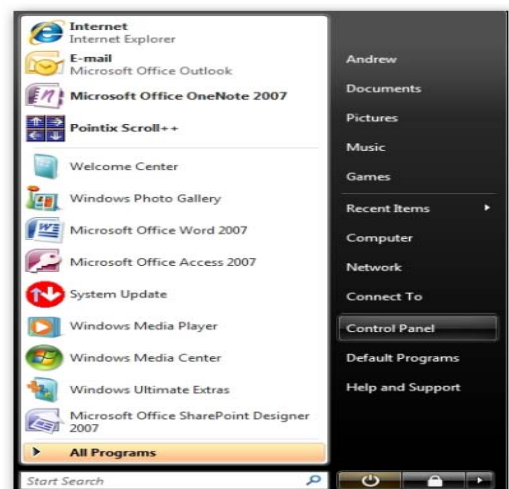 Internet
Internet Explorer
E-mail
Microsoft Office Outlook
Microsoft Office OneNote 2007
Pointix Scroll++
Welcome Center
Windows Photo Gallery
Microsoft Office Word 2007
Microsoft Office Access 2007
System Update
Windows Media Player
Windows Media Center
Windows Ultimate Extras
Microsoft Office SharePoint Designer
2007
All Programs
Start Search
Andrew
Documents
Pictures
Music
Games
Recent Items
Computer
Network
Connect To
Control Panel
Default Programs
Help and Support